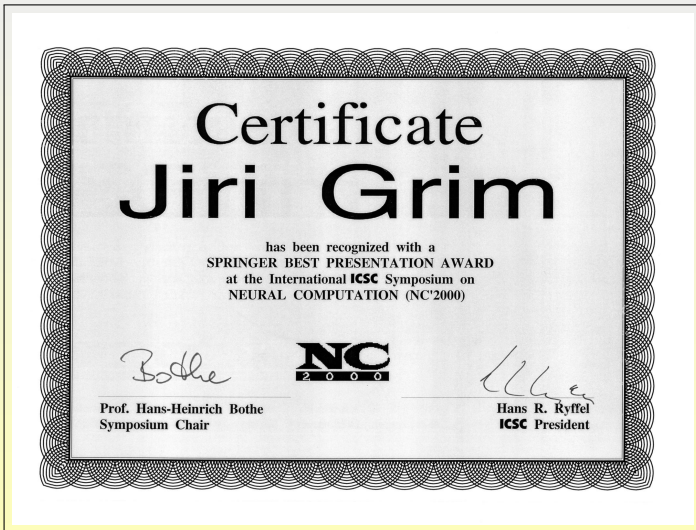 Certificate
Jiri Grim
has been recognized with a
SPRINGER BEST PRESENTATION AWARD
at the International ICSC Symposium on
NEURAL COMPUTATION (NC'2000)
Bothe
NC
2000
Prof. Hans-Heinrich Bothe
Symposium Chair
Hans R. Ryffel
ICSC President